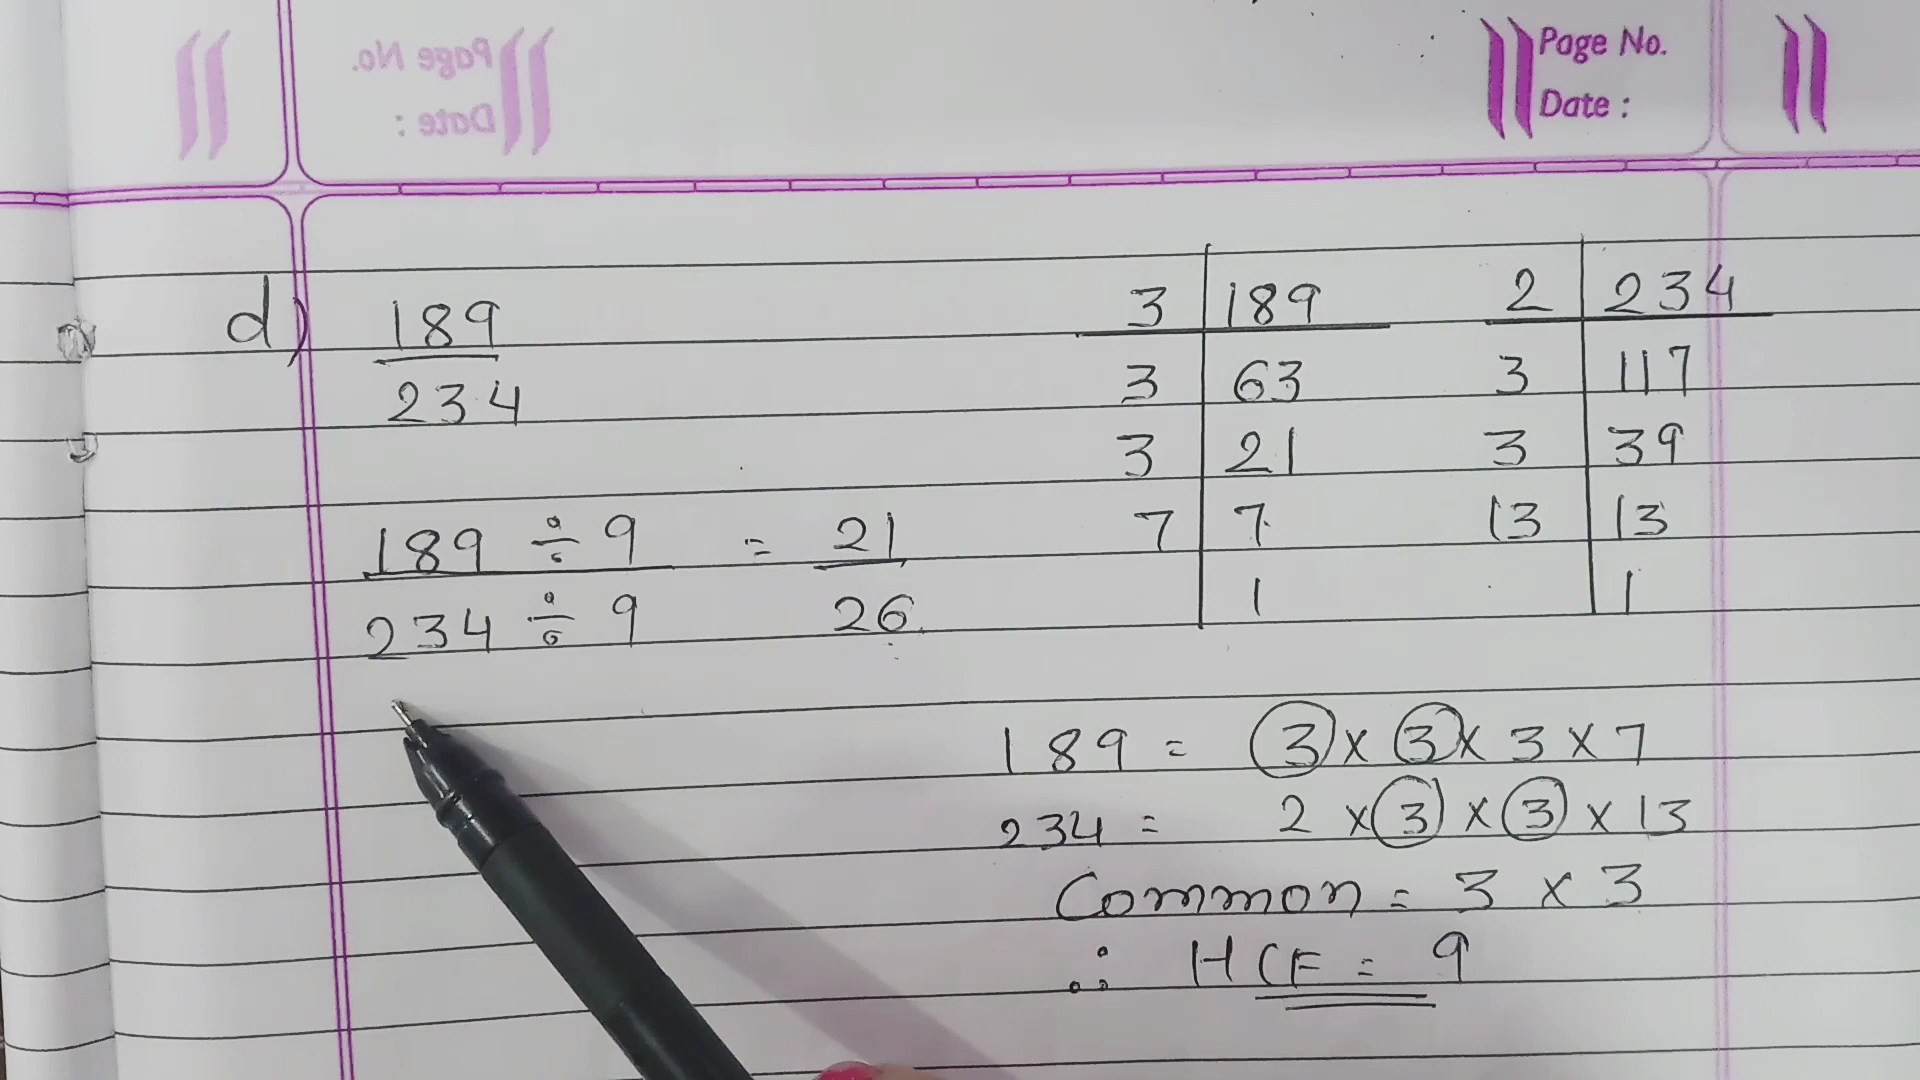 Page No.
Date :
Page No.
Date :
d) 189
234
189 ÷ 9 = 21
234 ÷ 9 26
3 189
3 63
3 21
7 7
1
2 234
3 117
3 39
13 13
1
189 = 3 × 3 × 3 × 7
234 = 2 × 3 × 3 × 13
Common = 3 × 3
∴ HCF = 9